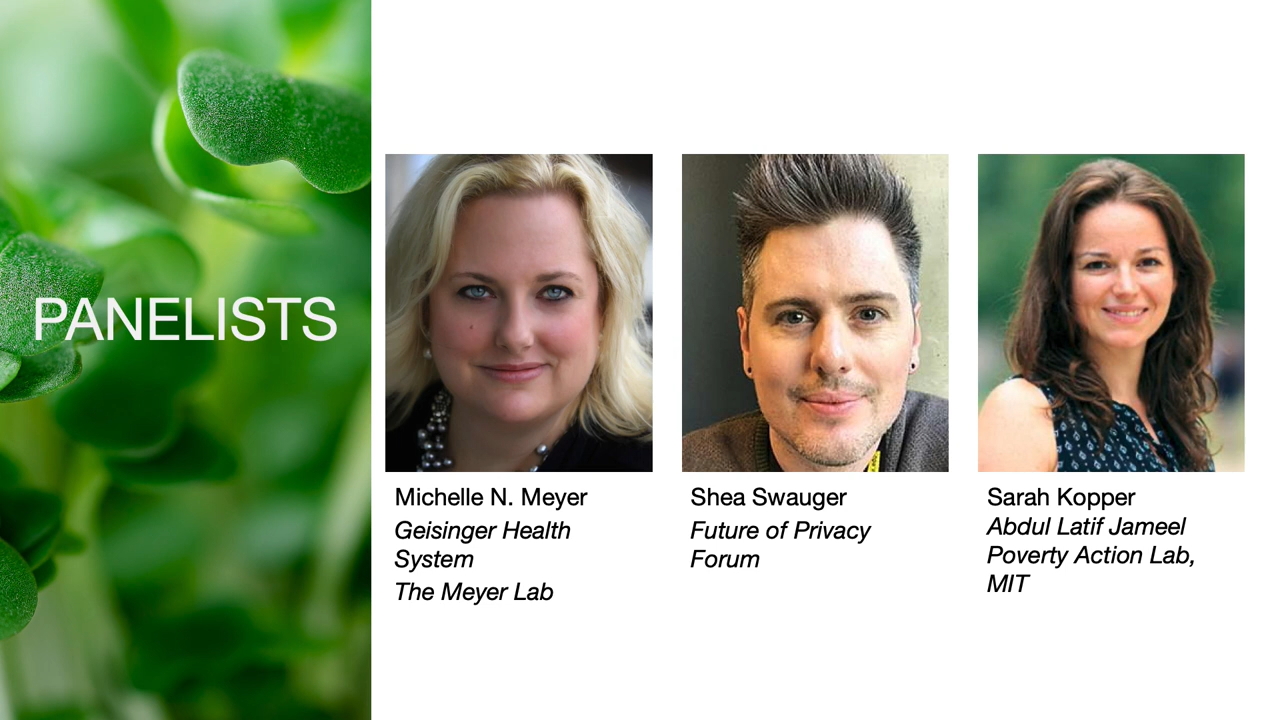 PANELISTS
Michelle N. Meyer
Geisinger Health
System
The Meyer Lab
Shea Swauger
Future of Privacy
Forum
Sarah Kopper
Abdul Latif Jameel
Poverty Action Lab,
MIT